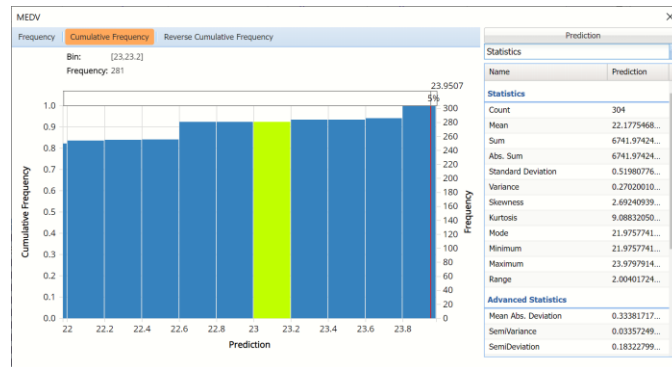 MEDV
Frequency Cumulative Frequency Reverse Cumulative Frequency
Bin: [23,23.2]
Frequency: 281
23.9507
5%
Cumulative Frequency
1.0
0.9
0.8
0.7
0.6
0.5
0.4
0.3
0.2
0.1
0.0
300
280
260
240
220
200
180
160
140
120
100
80
60
40
20
0
Frequency
22 22.2 22.4 22.6 22.8 23 23.2 23.4 23.6 23.8
Prediction
Prediction
Statistics
Name Prediction
Statistics
Count 304
Mean 22.1775468...
Sum 6741.97424...
Abs. Sum 6741.97424...
Standard Deviation 0.51980776...
Variance 0.27020010...
Skewness 2.69240939...
Kurtosis 9.08832050...
Mode 21.9757741...
Minimum 21.9757741...
Maximum 23.9797914...
Range 2.00401724...
Advanced Statistics
Mean Abs. Deviation 0.33381717...
SemiVariance 0.03357249...
SemiDeviation 0.18322799...